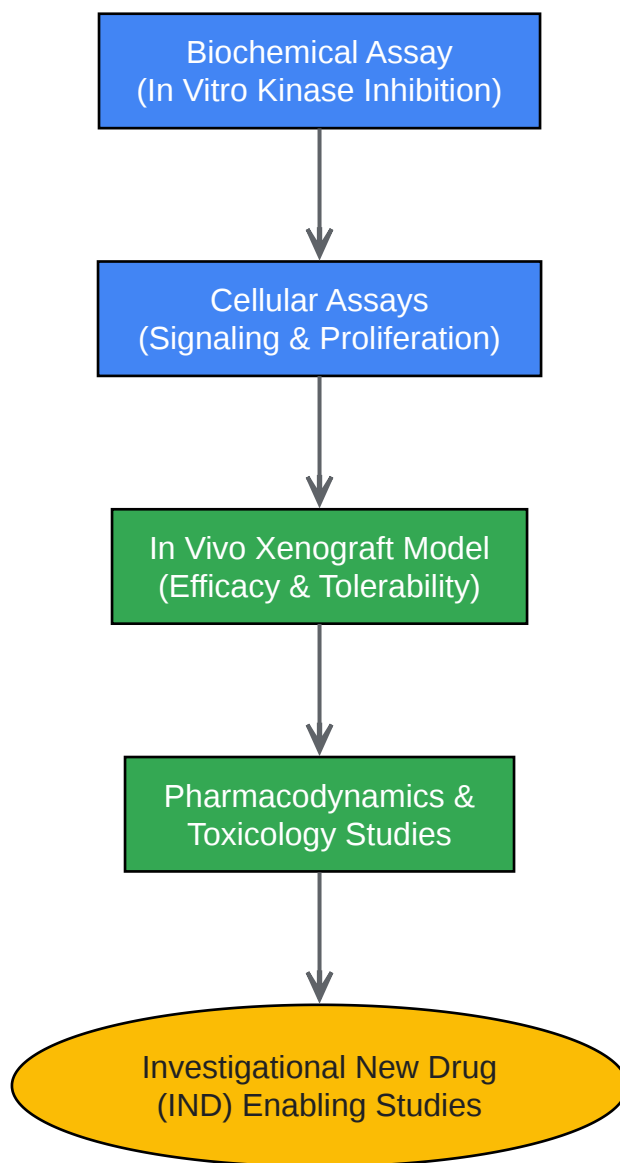 Biochemical Assay
(In Vitro Kinase Inhibition)
Cellular Assays
(Signaling & Proliferation)
In Vivo Xenograft Model
(Efficacy & Tolerability)
Pharmacodynamics &
Toxicology Studies
Investigational New Drug
(IND) Enabling Studies